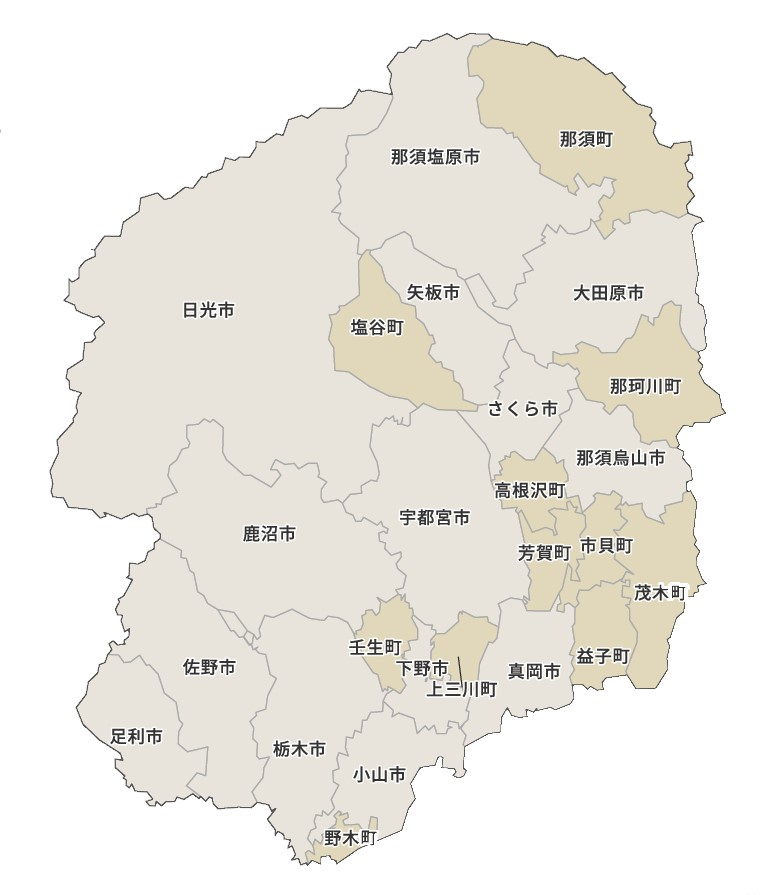 那須町
那須塩原市
矢板市
大田原市
日光市
塩谷町
那珂川町
さくら市
那須烏山市
高根沢町
宇都宮市
鹿沼市
芳賀町
市貝町
茂木町
壬生町
下野市
益子町
佐野市
真岡市
上三川町
足利市
栃木市
小山市
野木町